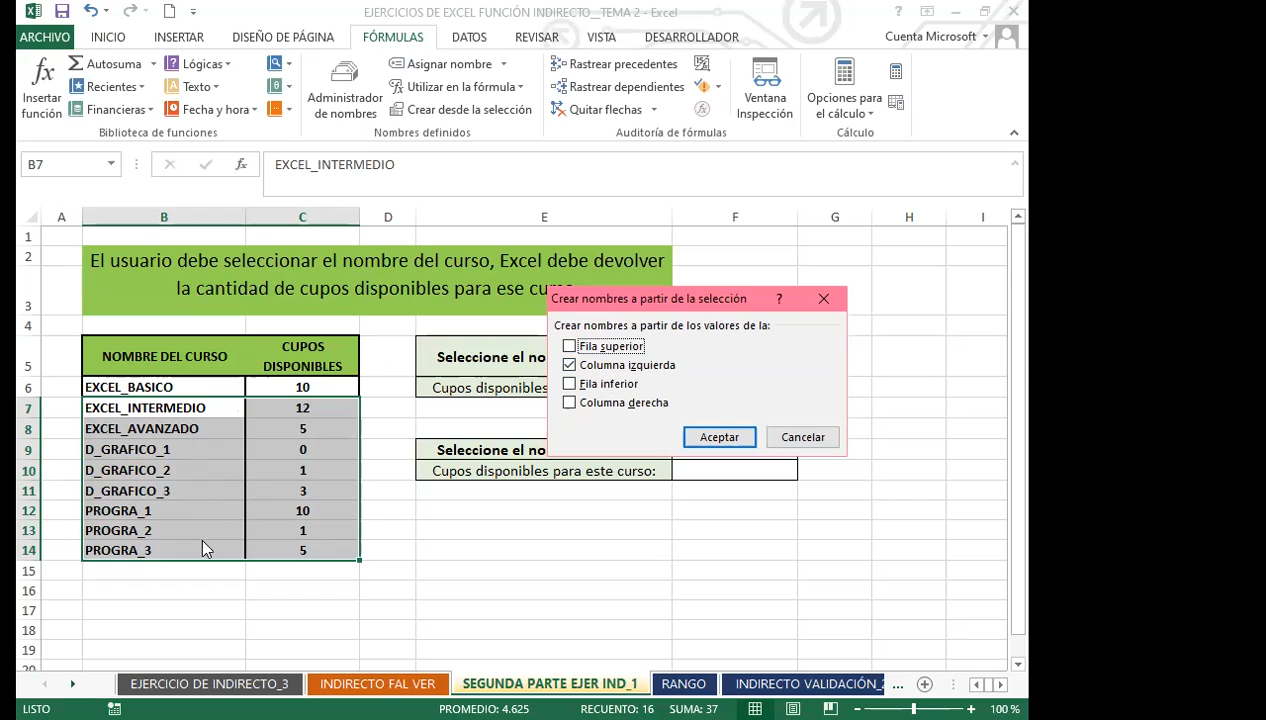 EJERCICIOS DE EXCEL FUNCIÓN INDIRECTO__TEMA 2 - Excel
ARCHIVO INICIO INSERTAR DISEÑO DE PÁGINA FÓRMULAS DATOS REVISAR VISTA DESARROLLADOR Cuenta Microsoft
Insertar función
Autosuma
Recientes
Financieras
Lógicas
Texto
Fecha y hora
Biblioteca de funciones
Administrador de nombres
Asignar nombre
Utilizar en la fórmula
Crear desde la selección
Nombres definidos
Rastrear precedentes
Rastrear dependientes
Quitar flechas
Auditoría de fórmulas
Ventana Inspección
Opciones para el cálculo
Cálculo
B7 fx EXCEL_INTERMEDIO
A B C D E F G H I
1
2
3
4
5
6
7
8
9
10
11
12
13
14
15
16
17
18
19
20
El usuario debe seleccionar el nombre del curso, Excel debe devolver
la cantidad de cupos disponibles para ese
NOMBRE DEL CURSO CUPOS DISPONIBLES
EXCEL_BASICO 10
EXCEL_INTERMEDIO 12
EXCEL_AVANZADO 5
D_GRAFICO_1 0
D_GRAFICO_2 1
D_GRAFICO_3 3
PROGRA_1 10
PROGRA_2 1
PROGRA_3 5
Seleccione el
Cupos disponibles
Seleccione el
Cupos disponibles para este curso:
Crear nombres a partir de la selección ? ×
Crear nombres a partir de los valores de la:
Fila superior
Columna izquierda
Fila inferior
Columna derecha
Aceptar Cancelar
EJERCICIO DE INDIRECTO_3 INDIRECTO FAL VER SEGUNDA PARTE EJER IND_1 RANGO INDIRECTO VALIDACIÓN_ ...
LISTO PROMEDIO: 4.625 RECUENTO: 16 SUMA: 37 100 %